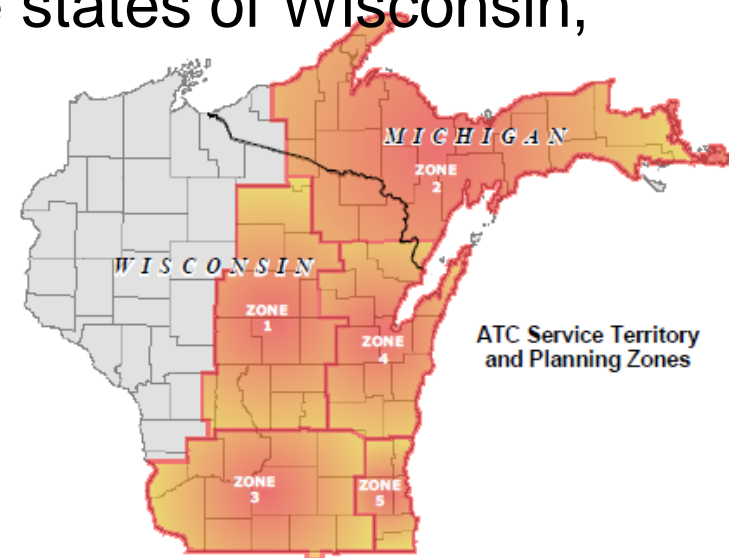 states of Wisconsin,
MICHIGAN
ZONE
2
WISCONSIN
ZONE
1
ZONE
4
ATC Service Territory
and Planning Zones
ZONE
3
ZONE
5